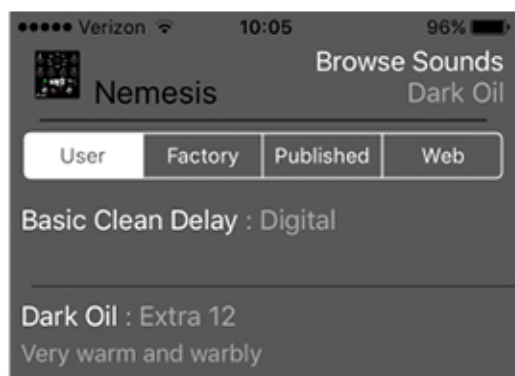 Verizon 10:05 96%
Browse Sounds
Nemesis Dark Oil
User Factory Published Web
Basic Clean Delay : Digital
Dark Oil : Extra 12
Very warm and warbly